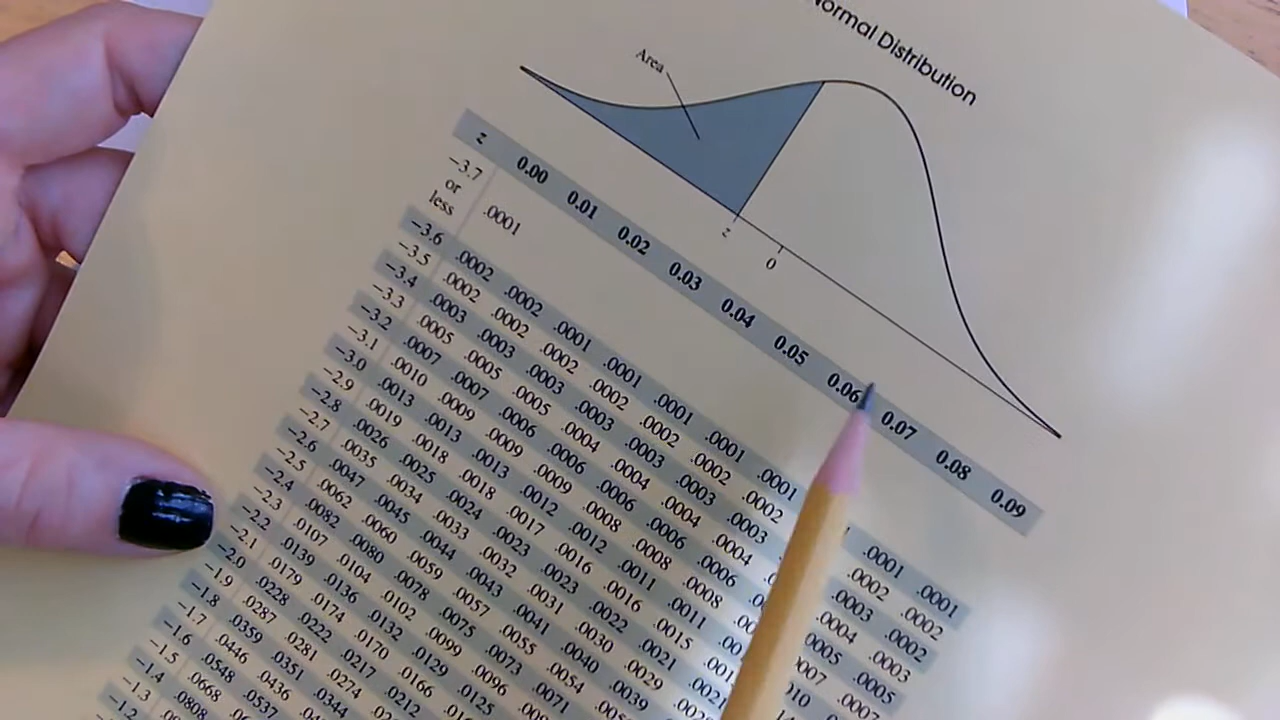 Normal Distribution
Area
z
0
z 0.00 0.01 0.02 0.03 0.04 0.05 0.06 0.07 0.08 0.09
−3.7
or
less .0001
−3.6 .0002 .0002 .0001 .0001 .0001 .0001 .0001 .0001 .0001
−3.5 .0002 .0002 .0002 .0002 .0002 .0002 .0002 .0002 .0002
−3.4 .0003 .0003 .0003 .0003 .0003 .0003 .0003 .0002
−3.3 .0005 .0005 .0005 .0004 .0004 .0004 .0004 .0004 .0003
−3.2 .0007 .0007 .0006 .0006 .0006 .0006 .0006 .0005
−3.1 .0010 .0009 .0009 .0009 .0008 .0008 .0008 .0007
−3.0 .0013 .0013 .0013 .0012 .0012 .0011 .0011
−2.9 .0019 .0018 .0018 .0017 .0016 .0016 .0015
−2.8 .0026 .0025 .0024 .0023 .0023 .0022 .0021 .0021
−2.7 .0035 .0034 .0033 .0032 .0031 .0030 .0029
−2.6 .0047 .0045 .0044 .0043 .0041 .0040 .0039
−2.5 .0062 .0060 .0059 .0057 .0055 .0054
−2.4 .0082 .0080 .0078 .0075 .0073 .0071
−2.3 .0107 .0104 .0102 .0099 .0096
−2.2 .0139 .0136 .0132 .0129 .0125
−2.1 .0179 .0174 .0170 .0166
−2.0 .0228 .0222 .0217 .0212
−1.9 .0287 .0281 .0274
−1.8 .0359 .0351 .0344
−1.7 .0446 .0436
−1.6 .0548 .0537
−1.5 .0668
−1.4 .0808
−1.3
−1.2